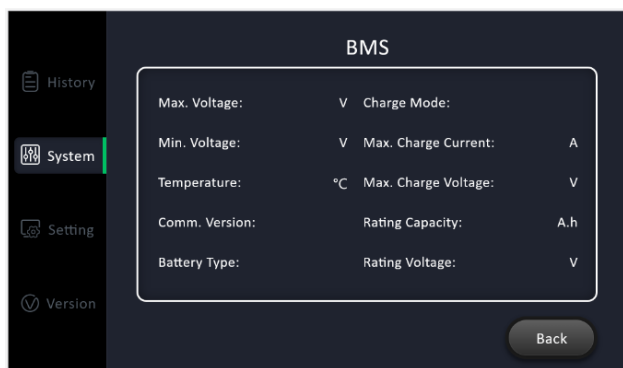 BMS
History
System
Setting
Version
Max. Voltage: V Charge Mode:
Min. Voltage: V Max. Charge Current: A
Temperature: °C Max. Charge Voltage: V
Comm. Version: Rating Capacity: A.h
Battery Type: Rating Voltage: V
Back